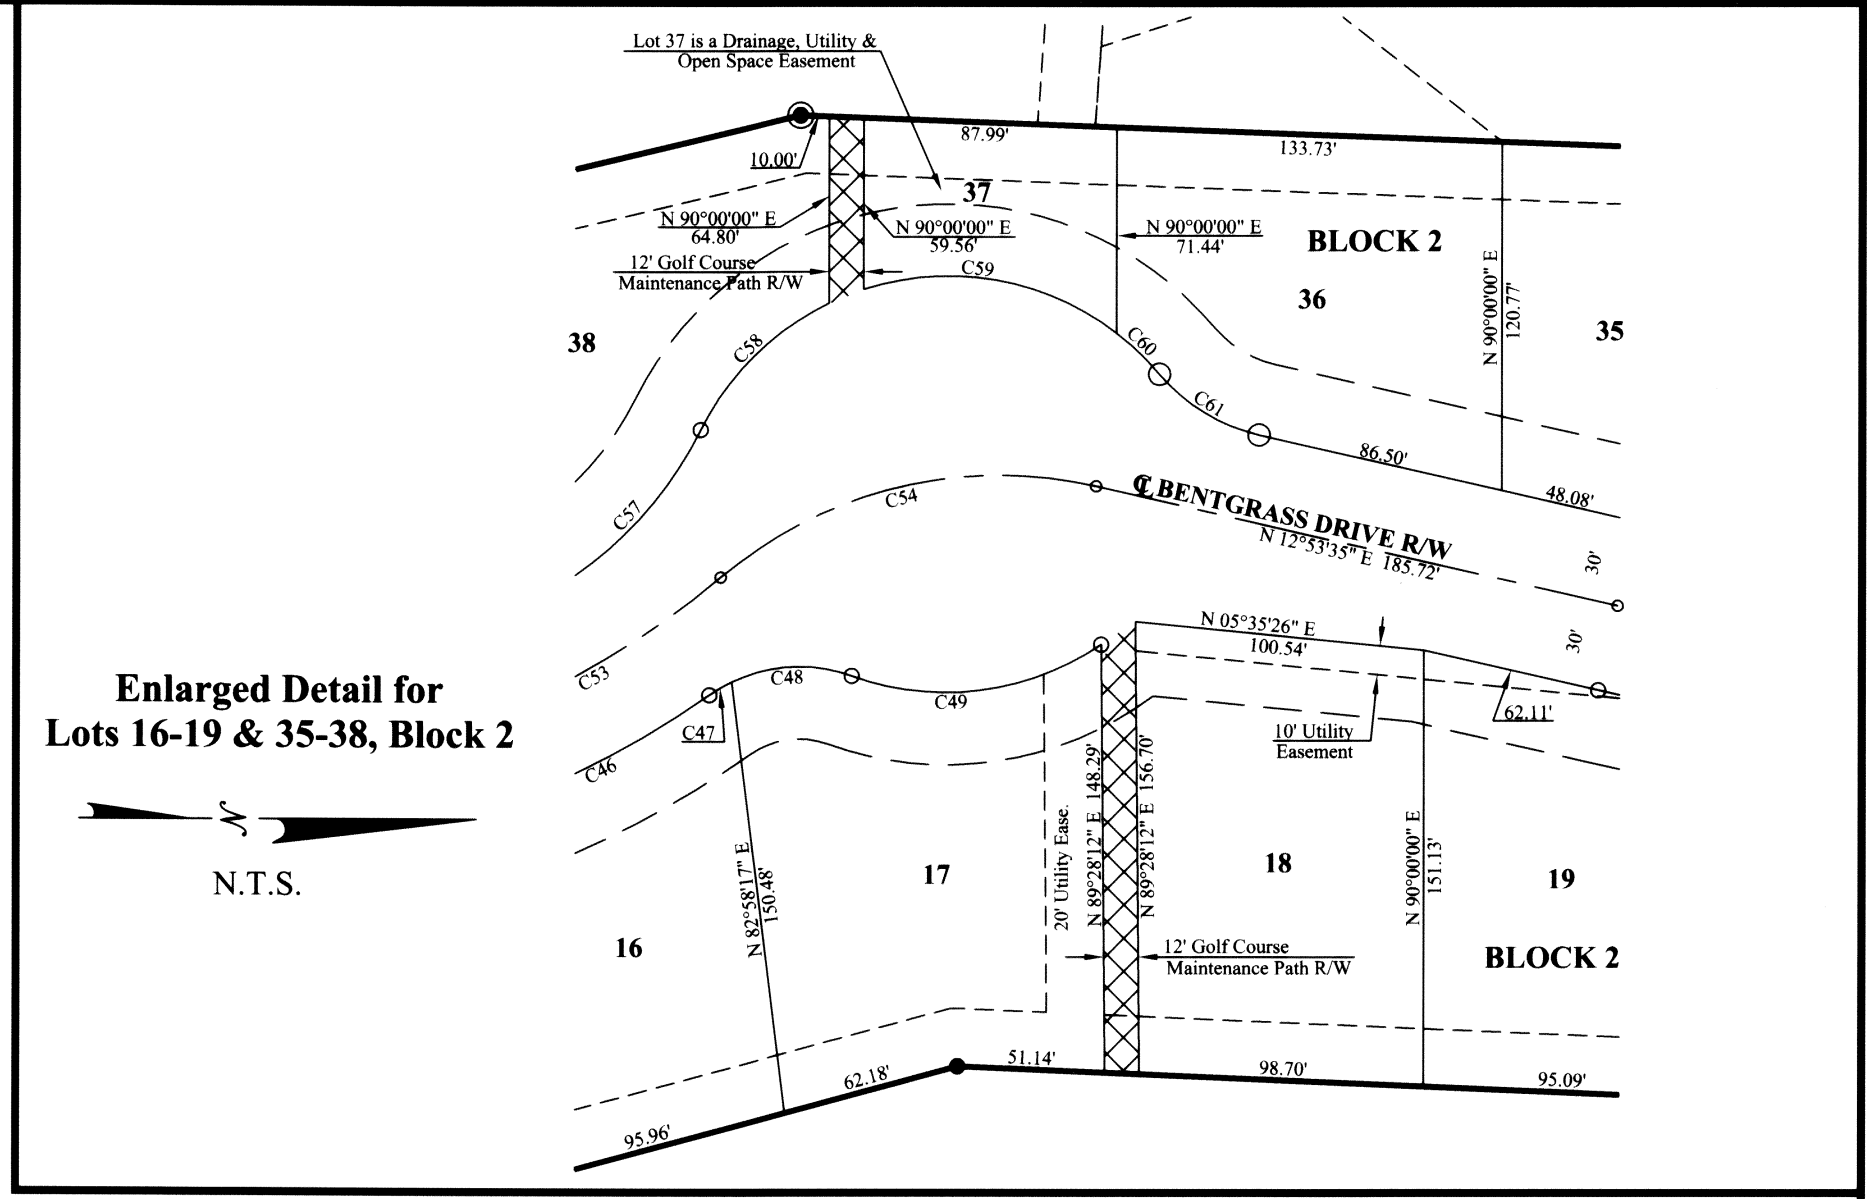 Lot 37 is a Drainage, Utility &
Open Space Easement
87.99'
133.73'
10.00'
37
N 90°00'00" E
64.80'
N 90°00'00" E
59.56'
N 90°00'00" E
71.44'
BLOCK 2
12' Golf Course
Maintenance Path R/W
C59
36
N 90°00'00" E
120.77'
35
38
C58
C60
C61
86.50'
48.08'
C57
C54
℄ BENTGRASS DRIVE R/W
N 12°53'35" E 185.72'
30'
30'
C53
N 05°35'26" E
100.54'
C48
C49
C47
C46
62.11'
10' Utility
Easement
Enlarged Detail for
Lots 16-19 & 35-38, Block 2
N.T.S.
N 82°58'17" E
150.48'
17
20' Utility Ease.
N 89°28'12" E 148.29'
N 89°28'12" E 156.70'
18
N 90°00'00" E
151.13'
19
16
12' Golf Course
Maintenance Path R/W
BLOCK 2
51.14'
62.18'
98.70'
95.09'
95.96'